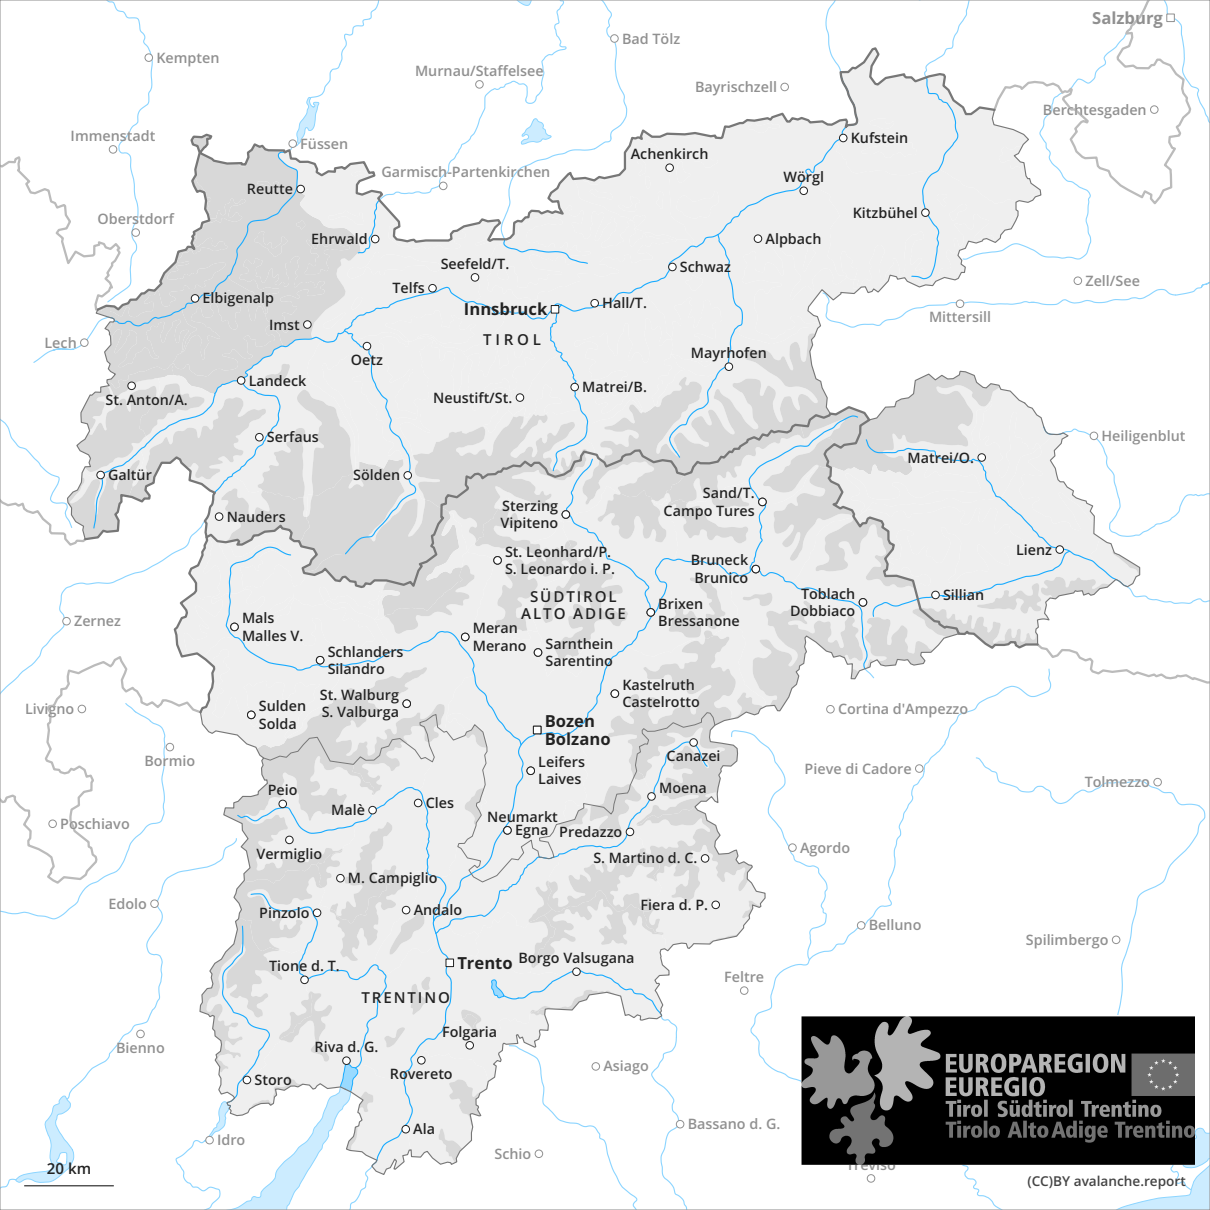 Salzburg
Bad Tölz
Kempten
Murnau/Staffelsee
Bayrischzell
Berchtesgaden
Immenstadt
Füssen
Kufstein
Achenkirch
Garmisch-Partenkirchen
Wörgl
Reutte
Oberstdorf
Kitzbühel
Ehrwald
Alpbach
Seefeld/T.
Schwaz
Zell/See
Telfs
Elbigenalp
Hall/T.
Innsbruck
Mittersill
Imst
TIROL
Lech
Mayrhofen
Oetz
Landeck
Matrei/B.
St. Anton/A.
Neustift/St.
Serfaus
Heiligenblut
Matrei/O.
Galtür
Sölden
Sand/T.
Campo Tures
Sterzing
Vipiteno
Nauders
Lienz
St. Leonhard/P.
S. Leonardo i. P.
Bruneck
Brunico
SÜDTIROL
ALTO ADIGE
Toblach
Dobbiaco
Sillian
Brixen
Bressanone
Mals
Malles V.
Zernez
Meran
Merano
Sarnthein
Sarentino
Schlanders
Silandro
Kastelruth
Castelrotto
St. Walburg
S. Valburga
Livigno
Sulden
Solda
Cortina d'Ampezzo
Bozen
Bolzano
Bormio
Canazei
Leifers
Laives
Pieve di Cadore
Tolmezzo
Peio
Moena
Malè
Cles
Neumarkt
Egna
Predazzo
Poschiavo
Vermiglio
S. Martino d. C.
Agordo
M. Campiglio
Edolo
Pinzolo
Andalo
Fiera d. P.
Belluno
Spilimbergo
Trento
Borgo Valsugana
Tione d. T.
Feltre
TRENTINO
Folgaria
Bienno
Riva d. G.
Rovereto
Asiago
Storo
EUROPAREGION
EUREGIO
Tirol Südtirol Trentino
Tirolo Alto Adige Trentino
Ala
Bassano d. G.
Idro
Schio
Treviso
20 km
(CC)BY avalanche.report